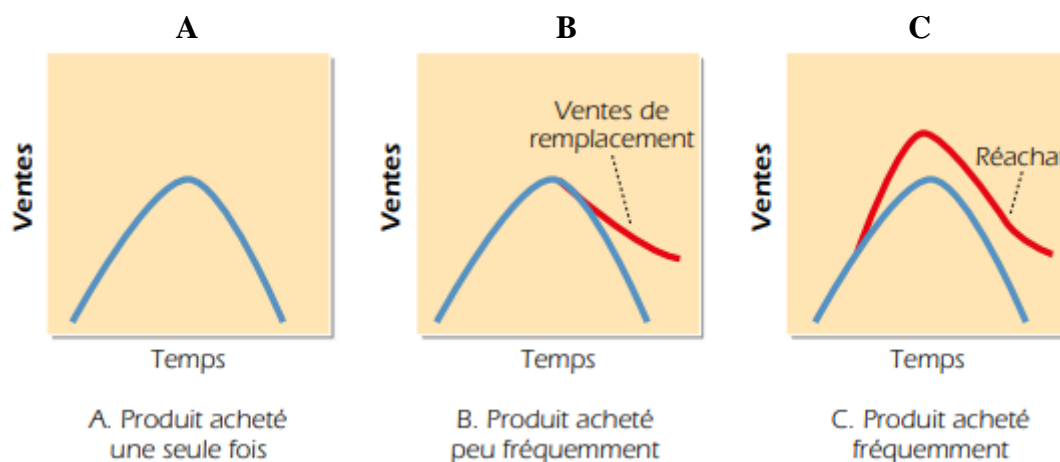 A
B
C
Ventes
Ventes
Ventes
Ventes de
remplacement
Réachat
Temps
Temps
Temps
A. Produit acheté
une seule fois
B. Produit acheté
peu fréquemment
C. Produit acheté
fréquemment